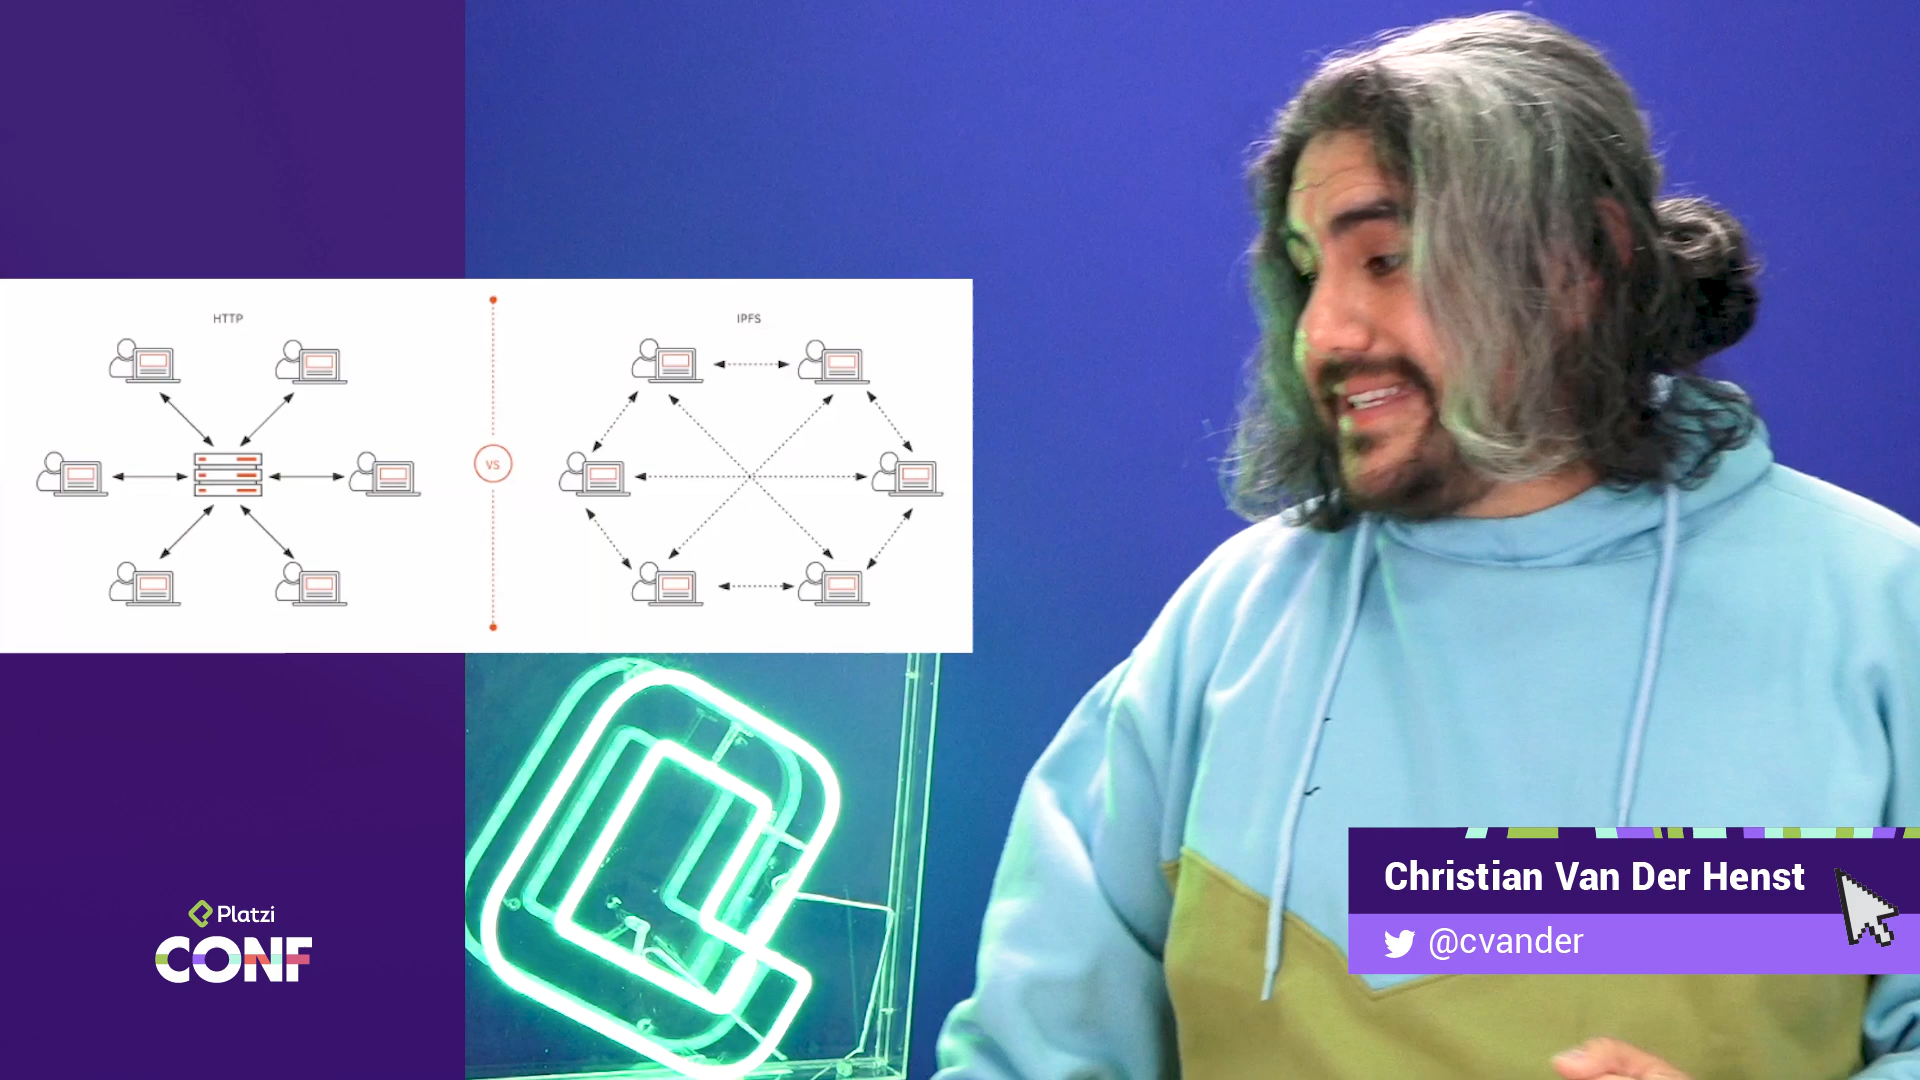 HTTP
VS
IPFS
Platzi
CONF
Christian Van Der Henst
@cvander